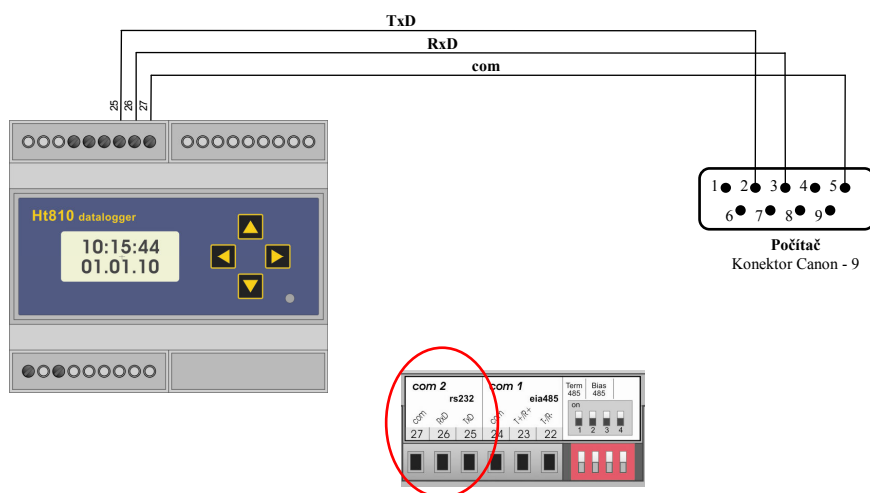 TxD
RxD
com
25
26
27
1 2 3 4 5
6 7 8 9
Počítač
Konektor Canon - 9
Ht810 datalogger
10:15:44
01.01.10
com 2
rs232
com RxD TxD
27 26 25
com 1
eia485
com T+/R+ T-/R-
24 23 22
Term 485
Bias 485
on
1 2 3 4